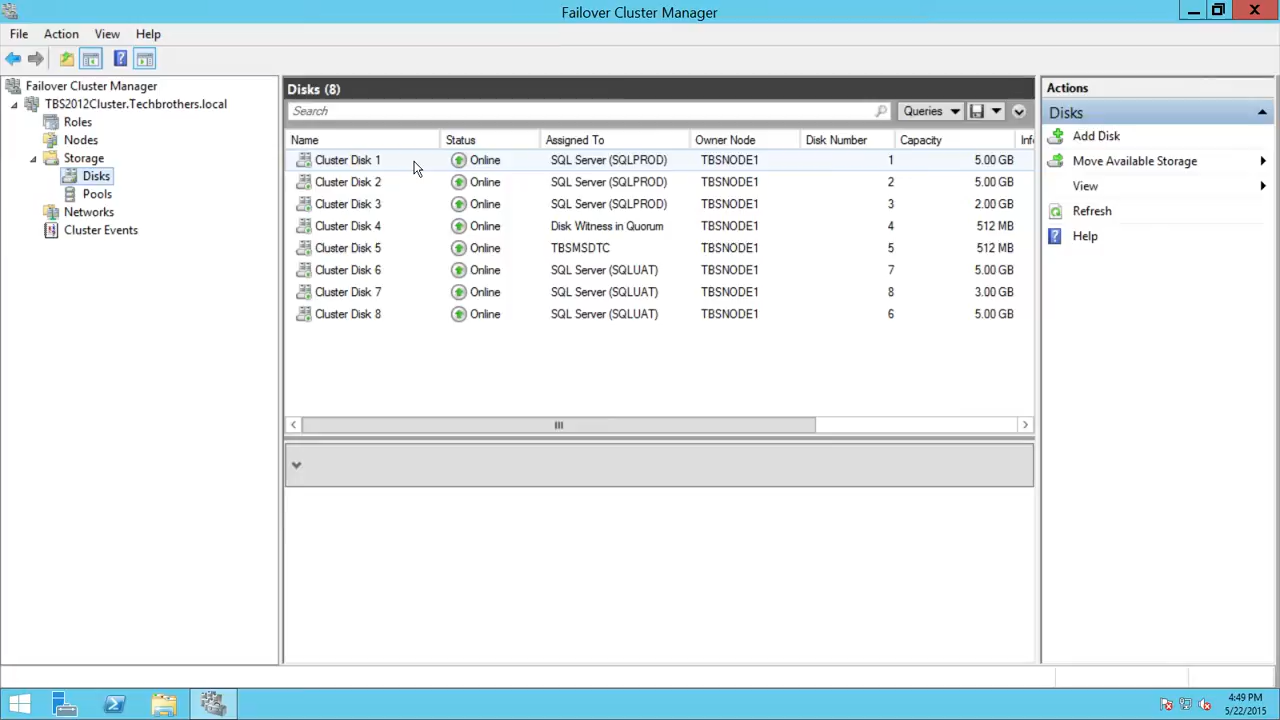 Failover Cluster Manager
File Action View Help
Failover Cluster Manager
TBS2012Cluster.Techbrothers.local
Roles
Nodes
Storage
Disks
Pools
Networks
Cluster Events
Disks (8)
Search
Queries
Name Status Assigned To Owner Node Disk Number Capacity Info
Cluster Disk 1 Online SQL Server (SQLPROD) TBSNODE1 1 5.00 GB
Cluster Disk 2 Online SQL Server (SQLPROD) TBSNODE1 2 5.00 GB
Cluster Disk 3 Online SQL Server (SQLPROD) TBSNODE1 3 2.00 GB
Cluster Disk 4 Online Disk Witness in Quorum TBSNODE1 4 512 MB
Cluster Disk 5 Online TBSMSDTC TBSNODE1 5 512 MB
Cluster Disk 6 Online SQL Server (SQLUAT) TBSNODE1 7 5.00 GB
Cluster Disk 7 Online SQL Server (SQLUAT) TBSNODE1 8 3.00 GB
Cluster Disk 8 Online SQL Server (SQLUAT) TBSNODE1 6 5.00 GB
Actions
Disks
Add Disk
Move Available Storage
View
Refresh
Help
4:49 PM
5/22/2015